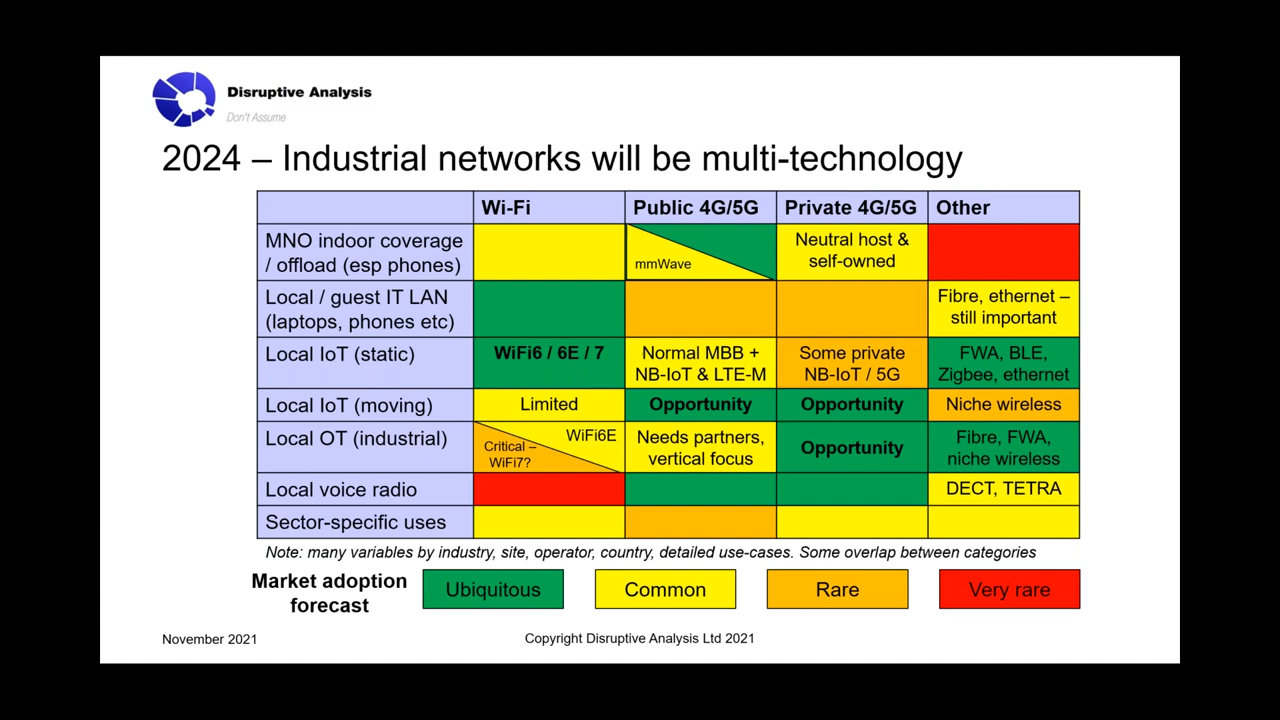 Disruptive Analysis
Don't Assume
2024 – Industrial networks will be multi-technology
Wi-Fi
Public 4G/5G
Private 4G/5G
Other
MNO indoor coverage
/ offload (esp phones)
mmWave
Neutral host &
self-owned
Local / guest IT LAN
(laptops, phones etc)
Fibre, ethernet –
still important
Local IoT (static)
WiFi6 / 6E / 7
Normal MBB +
NB-IoT & LTE-M
Some private
NB-IoT / 5G
FWA, BLE,
Zigbee, ethernet
Local IoT (moving)
Limited
Opportunity
Opportunity
Niche wireless
Local OT (industrial)
WiFi6E
Critical –
WiFi7?
Needs partners,
vertical focus
Opportunity
Fibre, FWA,
niche wireless
Local voice radio
DECT, TETRA
Sector-specific uses
Note: many variables by industry, site, operator, country, detailed use-cases. Some overlap between categories
Market adoption
forecast
Ubiquitous
Common
Rare
Very rare
November 2021
Copyright Disruptive Analysis Ltd 2021